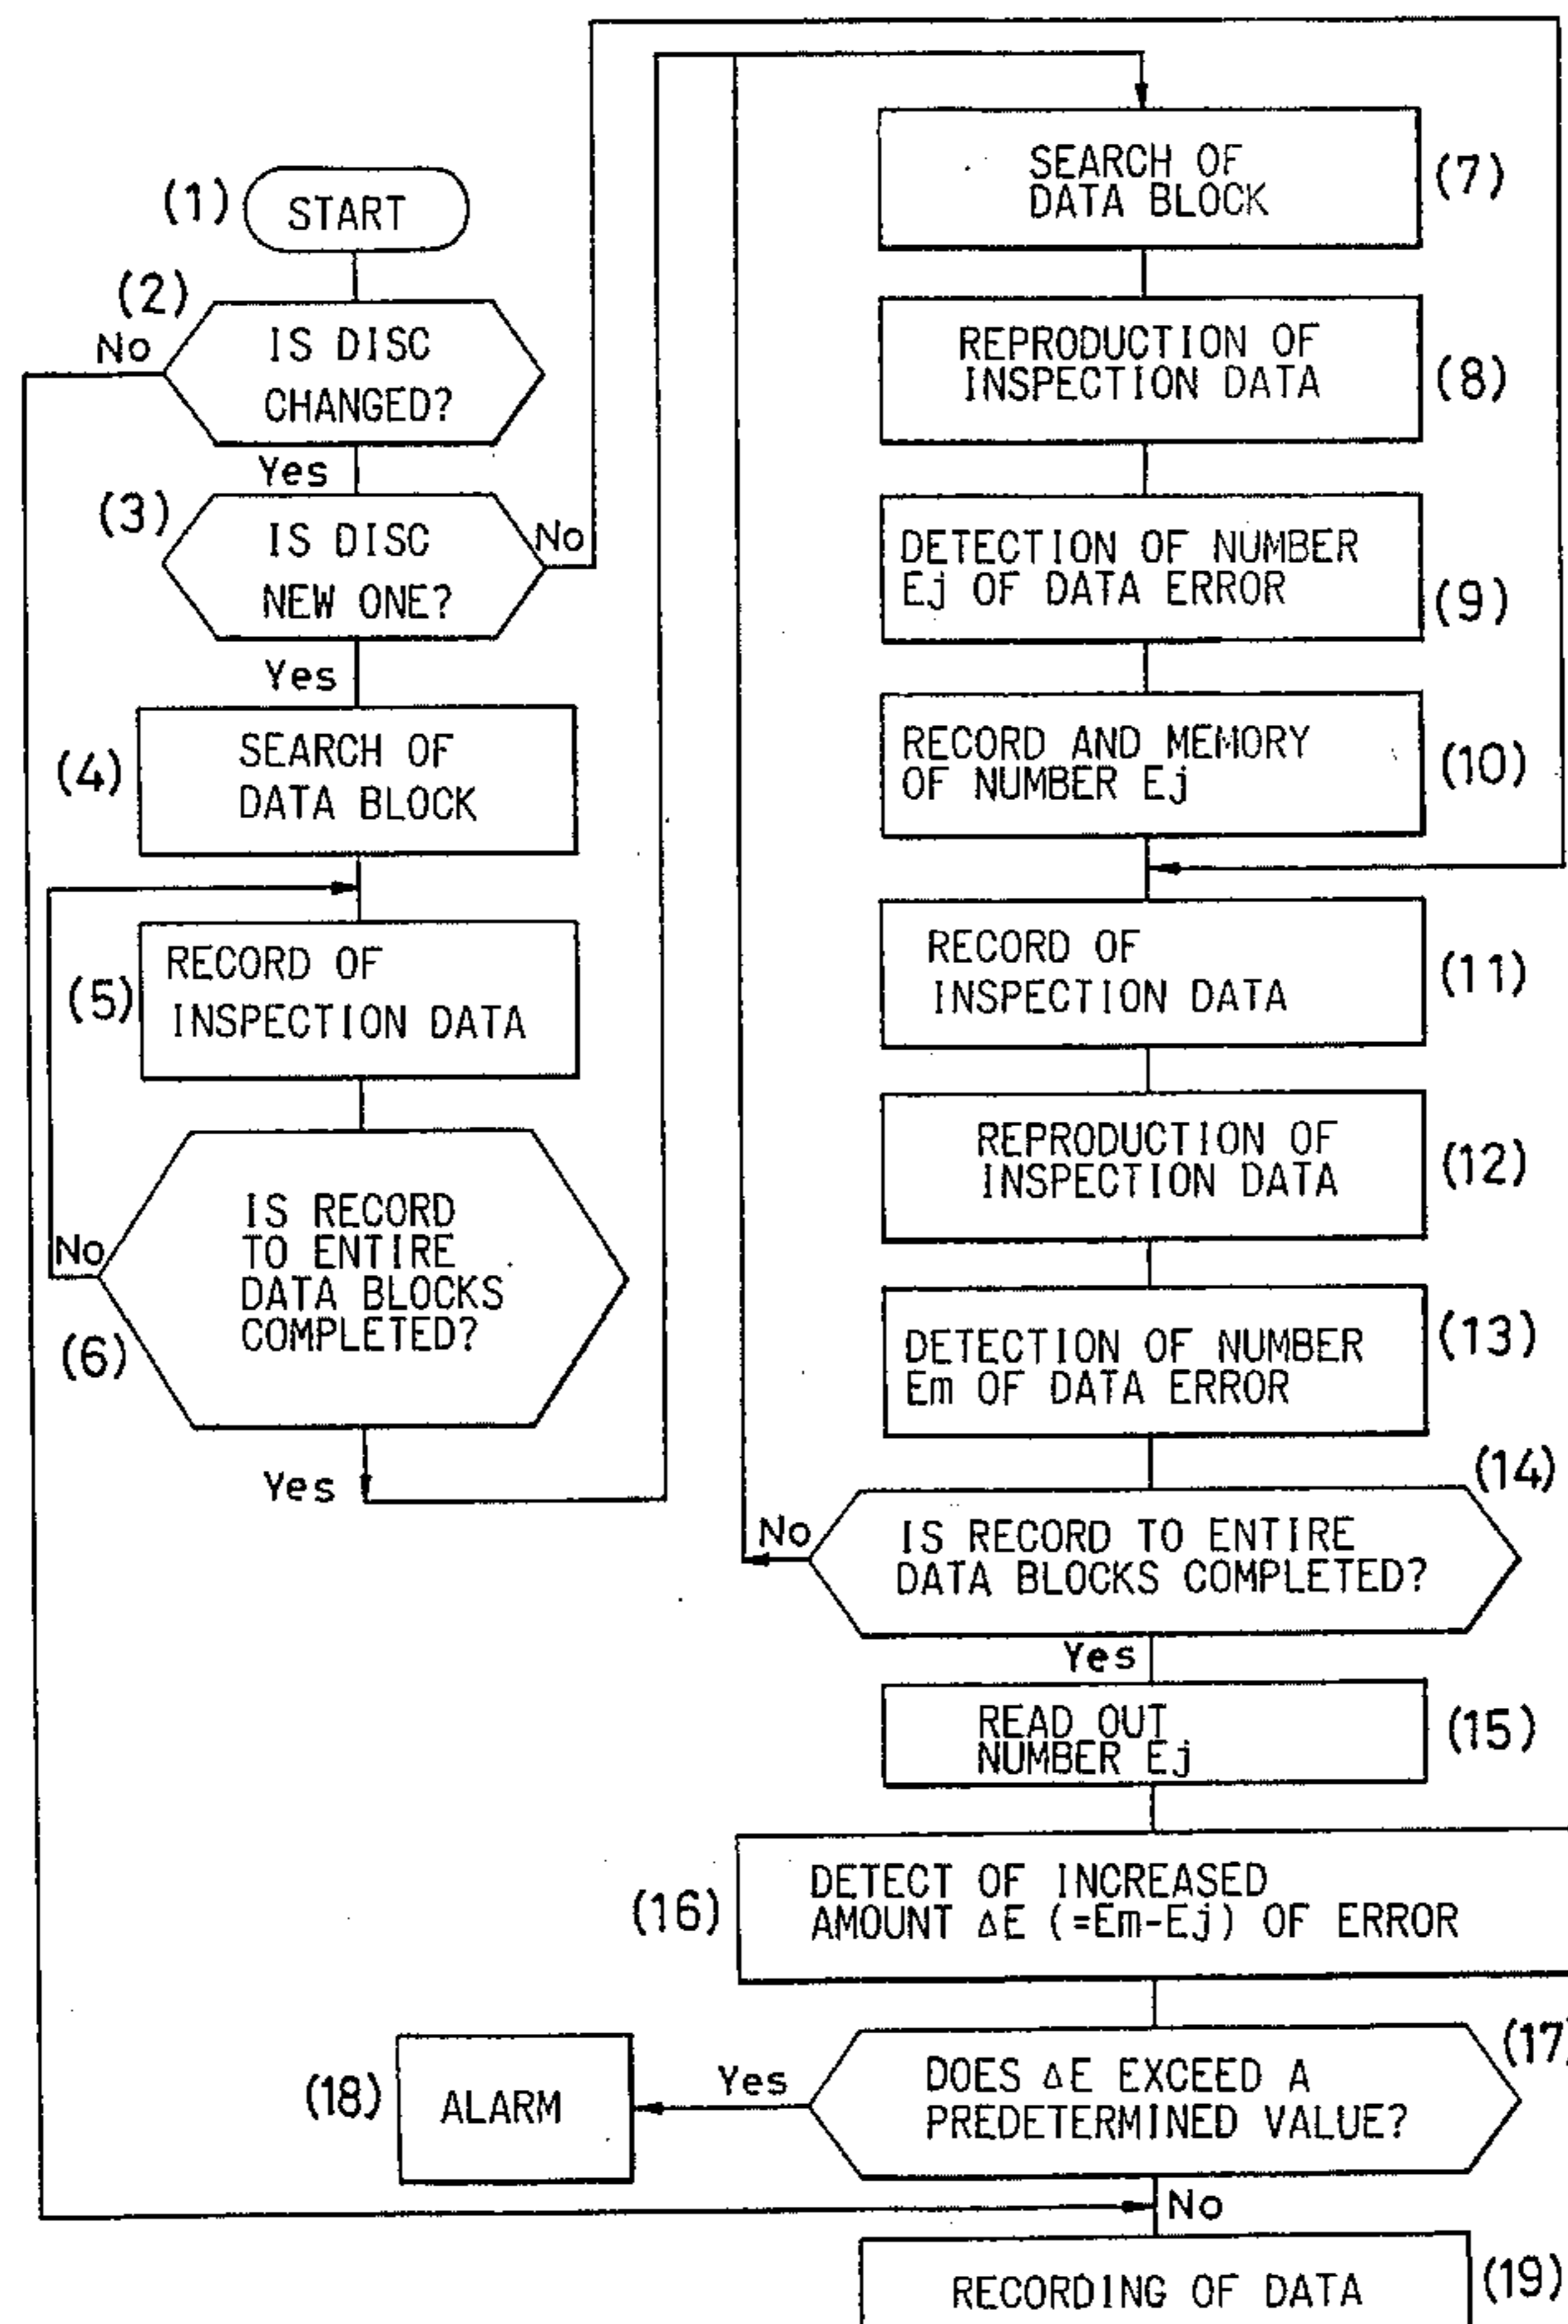 (1)
START
(2)
No
IS DISC
CHANGED?
Yes
(3)
IS DISC
NEW ONE?
No
Yes
(4)
SEARCH OF
DATA BLOCK
(5)
RECORD OF
INSPECTION DATA
No
IS RECORD
TO ENTIRE
DATA BLOCKS
COMPLETED?
(6)
Yes
SEARCH OF
DATA BLOCK
(7)
REPRODUCTION OF
INSPECTION DATA
(8)
DETECTION OF NUMBER
Ej OF DATA ERROR
(9)
RECORD AND MEMORY
OF NUMBER Ej
(10)
RECORD OF
INSPECTION DATA
(11)
REPRODUCTION OF
INSPECTION DATA
(12)
DETECTION OF NUMBER
Em OF DATA ERROR
(13)
(14)
No
IS RECORD TO ENTIRE
DATA BLOCKS COMPLETED?
Yes
READ OUT
NUMBER Ej
(15)
(16)
DETECT OF INCREASED
AMOUNT ΔE (=Em-Ej) OF ERROR
(17)
DOES ΔE EXCEED A
PREDETERMINED VALUE?
Yes
(18)
ALARM
No
RECORDING OF DATA
(19)